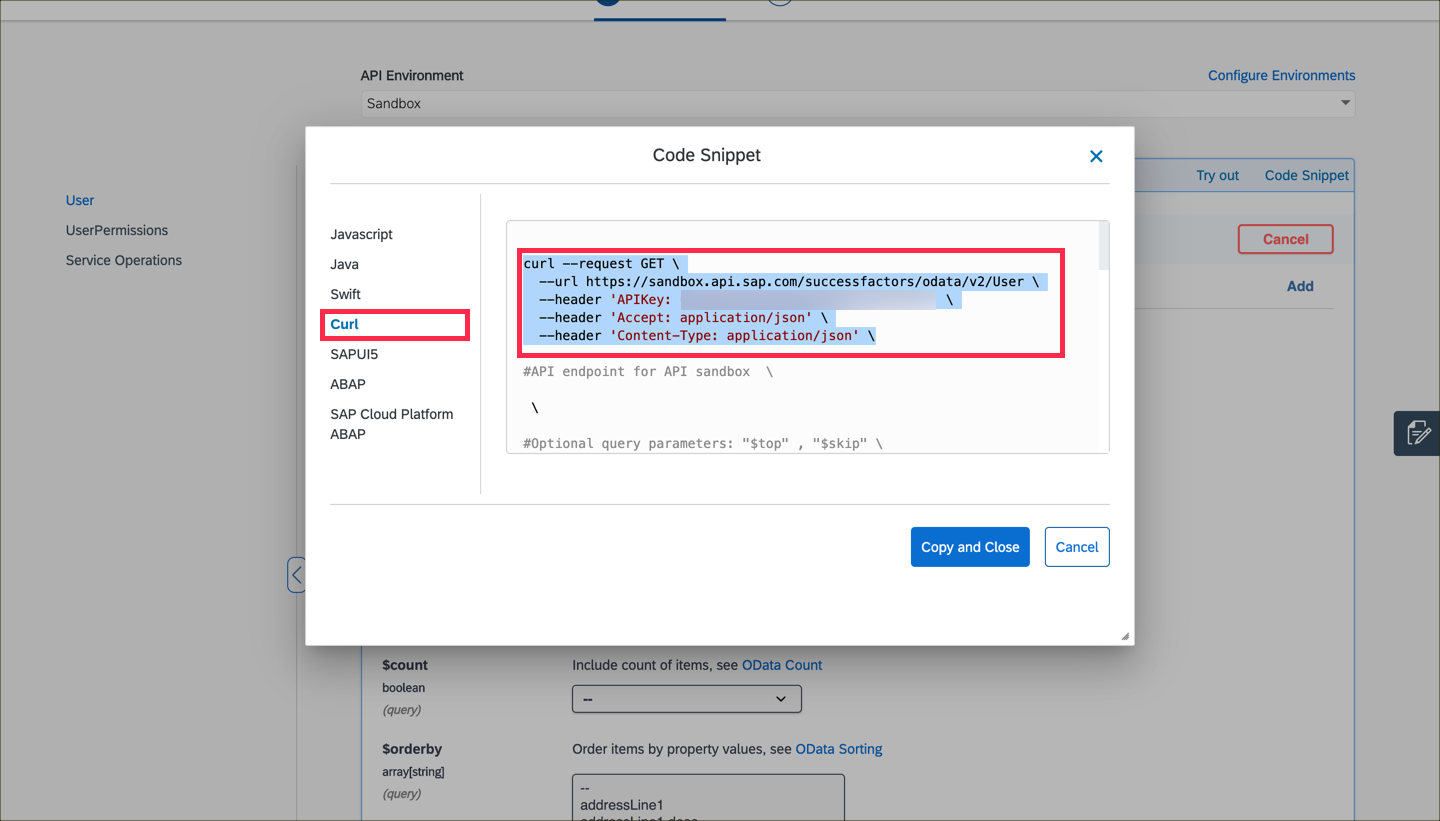 API Environment
Configure Environments
Sandbox
Code Snippet
Try out
Code Snippet
User
UserPermissions
Service Operations
Cancel
Add
Javascript
Java
Swift
Curl
SAPUI5
ABAP
SAP Cloud Platform
ABAP
curl --request GET \
--url https://sandbox.api.sap.com/successfactors/odata/v2/User \
--header 'APIKey: \
--header 'Accept: application/json' \
--header 'Content-Type: application/json' \
#API endpoint for API sandbox \
\
#Optional query parameters: "$top" , "$skip" \
Copy and Close
Cancel
$count
Include count of items, see OData Count
boolean
--
(query)
$orderby
Order items by property values, see OData Sorting
array[string]
(query)
--
addressLine1